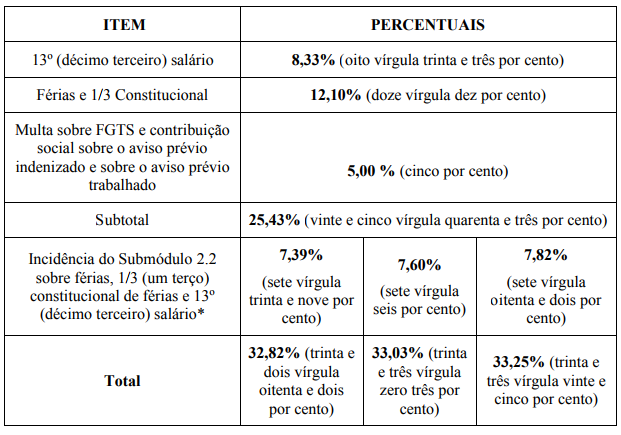 ITEM
PERCENTUAIS
13º (décimo terceiro) salário
8,33% (oito vírgula trinta e três por cento)
Férias e 1/3 Constitucional
12,10% (doze vírgula dez por cento)
Multa sobre FGTS e contribuição
social sobre o aviso prévio
indenizado e sobre o aviso prévio
trabalhado
5,00 % (cinco por cento)
Subtotal
25,43% (vinte e cinco vírgula quarenta e três por cento)
Incidência do Submódulo 2.2
sobre férias, 1/3 (um terço)
constitucional de férias e 13º
(décimo terceiro) salário*
7,39%
(sete vírgula
trinta e nove por
cento)
7,60%
(sete vírgula
seis por cento)
7,82%
(sete vírgula
oitenta e dois por
cento)
Total
32,82% (trinta e
dois vírgula
oitenta e dois
por cento)
33,03% (trinta
e três vírgula
zero três por
cento)
33,25% (trinta e
três vírgula vinte e
cinco por cento)